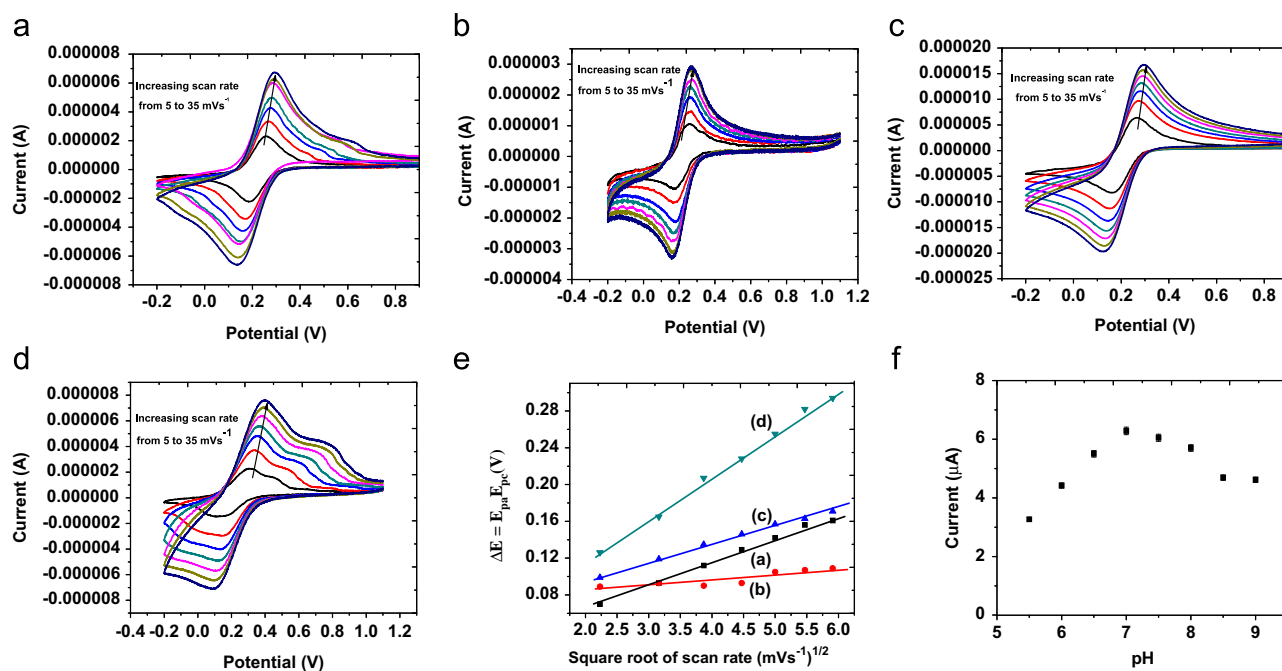 a
0.000008
0.000006
0.000004
0.000002
0.000000
-0.000002
-0.000004
-0.000006
-0.000008
Current (A)
Increasing scan rate
from 5 to 35 mVs-1
-0.2 0.0 0.2 0.4 0.6 0.8
Potential (V)
b
0.000003
0.000002
0.000001
0.000000
-0.000001
-0.000002
-0.000003
-0.000004
Current (A)
Increasing scan rate
from 5 to 35 mVs-1
-0.4 -0.2 0.0 0.2 0.4 0.6 0.8 1.0 1.2
Potential (V)
c
0.000020
0.000015
0.000010
0.000005
0.000000
-0.000005
-0.000010
-0.000015
-0.000020
-0.000025
Current (A)
Increasing scan rate
from 5 to 35 mVs-1
-0.2 0.0 0.2 0.4 0.6 0.8
Potential (V)
d
0.000008
0.000006
0.000004
0.000002
0.000000
-0.000002
-0.000004
-0.000006
-0.000008
Current (A)
Increasing scan rate
from 5 to 35 mVs-1
-0.4 -0.2 0.0 0.2 0.4 0.6 0.8 1.0 1.2
Potential (V)
e
0.28
0.24
0.20
0.16
0.12
0.08
ΔE = EpaEpc(V)
(d)
(c)
(a)
(b)
2.0 2.5 3.0 3.5 4.0 4.5 5.0 5.5 6.0
Square root of scan rate (mVs-1)1/2
f
8
6
4
2
0
Current (μA)
5 6 7 8 9
pH